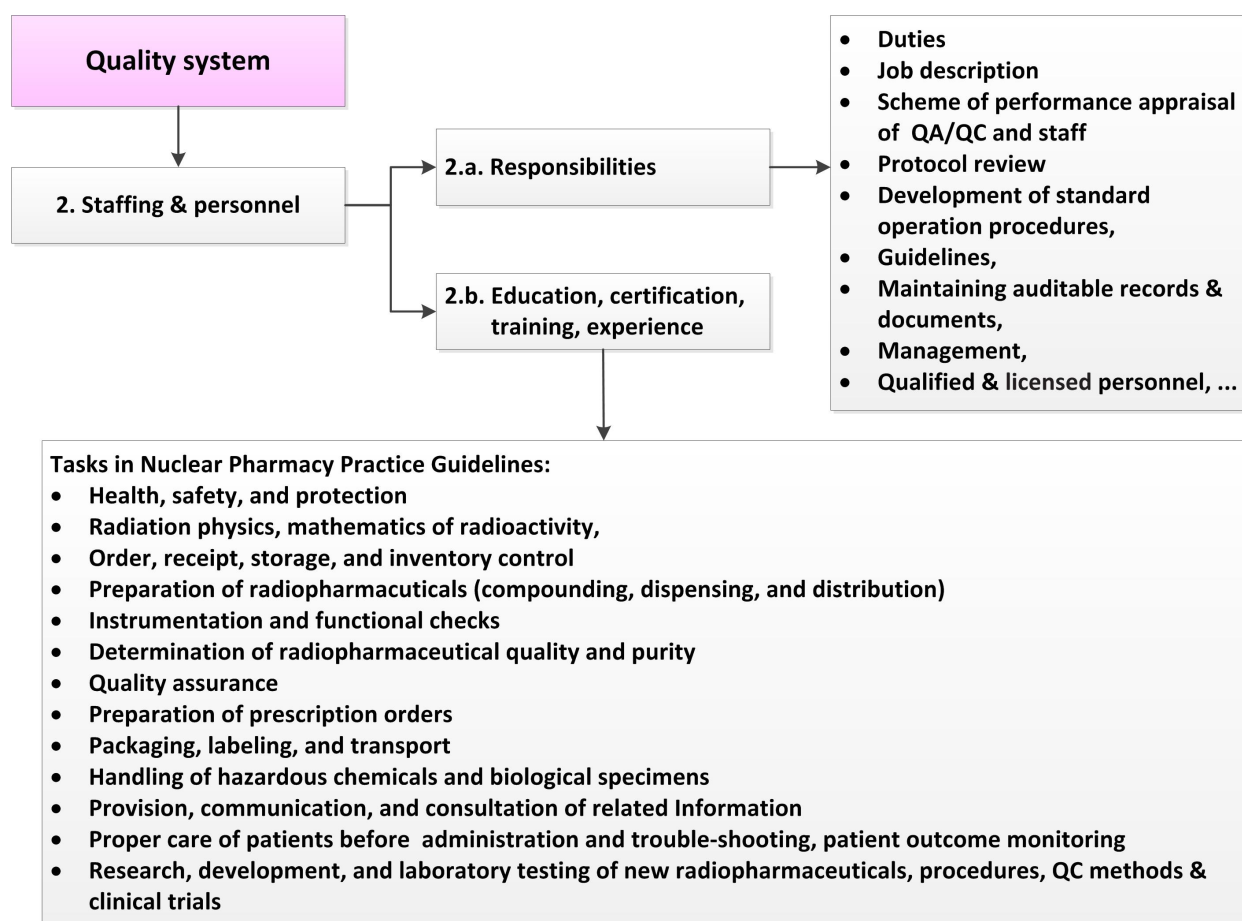 Quality system
2. Staffing & personnel
2.a. Responsibilities
2.b. Education, certification,
training, experience
• Duties
• Job description
• Scheme of performance appraisal
of QA/QC and staff
• Protocol review
• Development of standard
operation procedures,
• Guidelines,
• Maintaining auditable records &
documents,
• Management,
• Qualified & licensed personnel, ...
Tasks in Nuclear Pharmacy Practice Guidelines:
• Health, safety, and protection
• Radiation physics, mathematics of radioactivity,
• Order, receipt, storage, and inventory control
• Preparation of radiopharmacuticals (compounding, dispensing, and distribution)
• Instrumentation and functional checks
• Determination of radiopharmaceutical quality and purity
• Quality assurance
• Preparation of prescription orders
• Packaging, labeling, and transport
• Handling of hazardous chemicals and biological specimens
• Provision, communication, and consultation of related Information
• Proper care of patients before administration and trouble-shooting, patient outcome monitoring
• Research, development, and laboratory testing of new radiopharmaceuticals, procedures, QC methods &
clinical trials